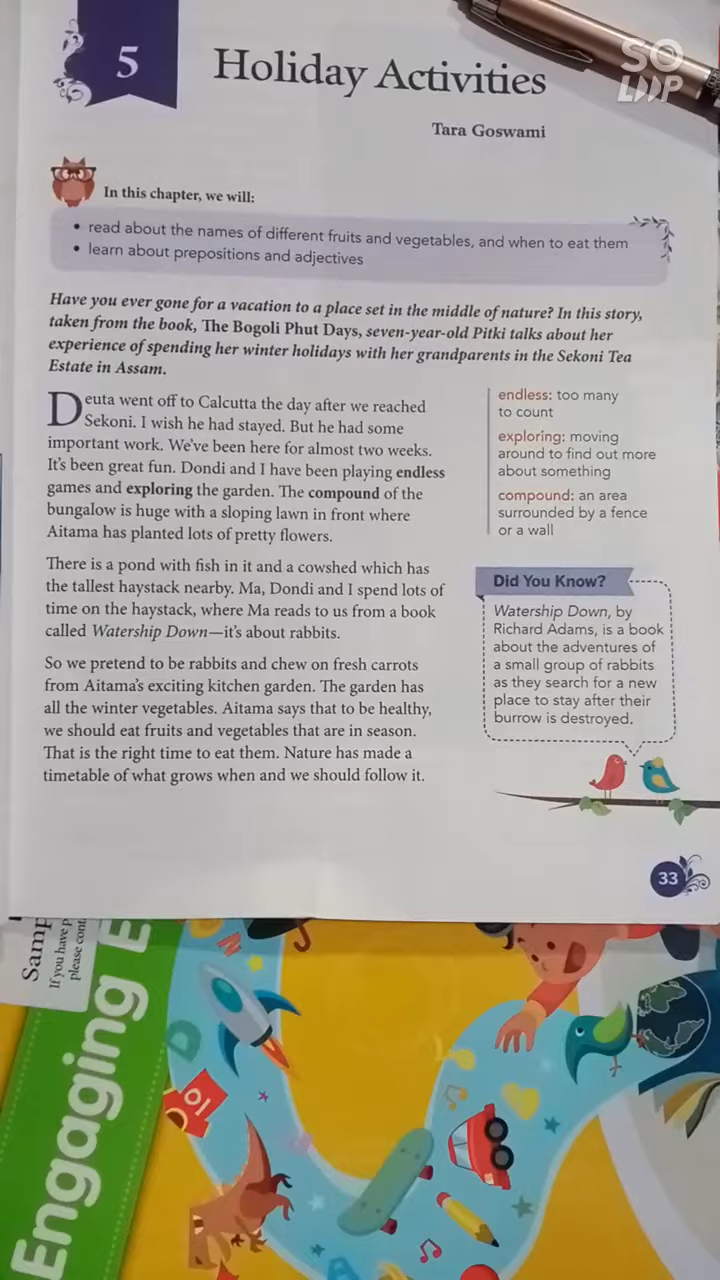 SO
LOOP
5
Holiday Activities
Tara Goswami
In this chapter, we will:
• read about the names of different fruits and vegetables, and when to eat them
• learn about prepositions and adjectives
Have you ever gone for a vacation to a place set in the middle of nature? In this story,
taken from the book, The Bogoli Phut Days, seven-year-old Pitki talks about her
experience of spending her winter holidays with her grandparents in the Sekoni Tea
Estate in Assam.
Deuta went off to Calcutta the day after we reached
Sekoni. I wish he had stayed. But he had some
important work. We've been here for almost two weeks.
It's been great fun. Dondi and I have been playing endless
games and exploring the garden. The compound of the
bungalow is huge with a sloping lawn in front where
Aitama has planted lots of pretty flowers.
There is a pond with fish in it and a cowshed which has
the tallest haystack nearby. Ma, Dondi and I spend lots of
time on the haystack, where Ma reads to us from a book
called Watership Down—it's about rabbits.
So we pretend to be rabbits and chew on fresh carrots
from Aitama's exciting kitchen garden. The garden has
all the winter vegetables. Aitama says that to be healthy,
we should eat fruits and vegetables that are in season.
That is the right time to eat them. Nature has made a
timetable of what grows when and we should follow it.
endless: too many
to count
exploring: moving
around to find out more
about something
compound: an area
surrounded by a fence
or a wall
Did You Know?
Watership Down, by
Richard Adams, is a book
about the adventures of
a small group of rabbits
as they search for a new
place to stay after their
burrow is destroyed.
33
Samp
If you have p
please cont
Engaging E